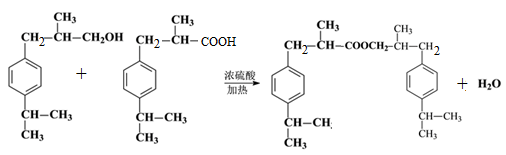 CH₃ CH₃ CH₃ CH₃
CH₂—CH—CH₂OH CH₂—CH—COOH CH₂—CH—COOCH₂—CH—CH₂
+ 浓硫酸 + H₂O
加热
CH—CH₃ CH—CH₃ CH—CH₃ CH—CH₃
CH₃ CH₃ CH₃ CH₃